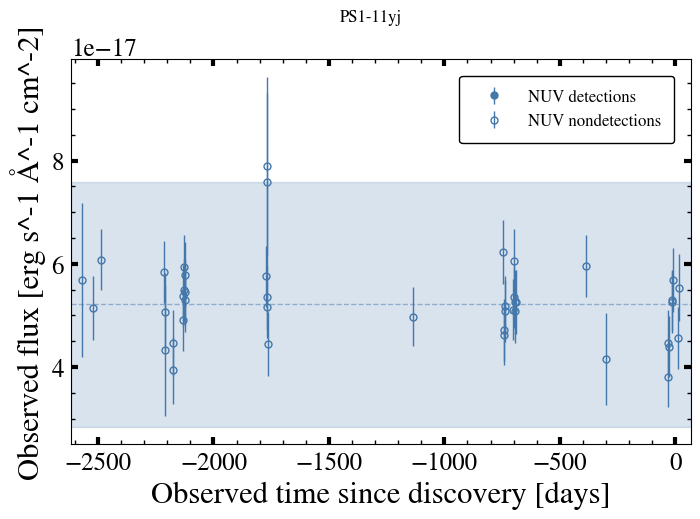 PS1-11yj
1e−17
Observed flux [erg s^-1 Å^-1 cm^-2]
NUV detections
NUV nondetections
8
6
4
−2500 −2000 −1500 −1000 −500 0
Observed time since discovery [days]